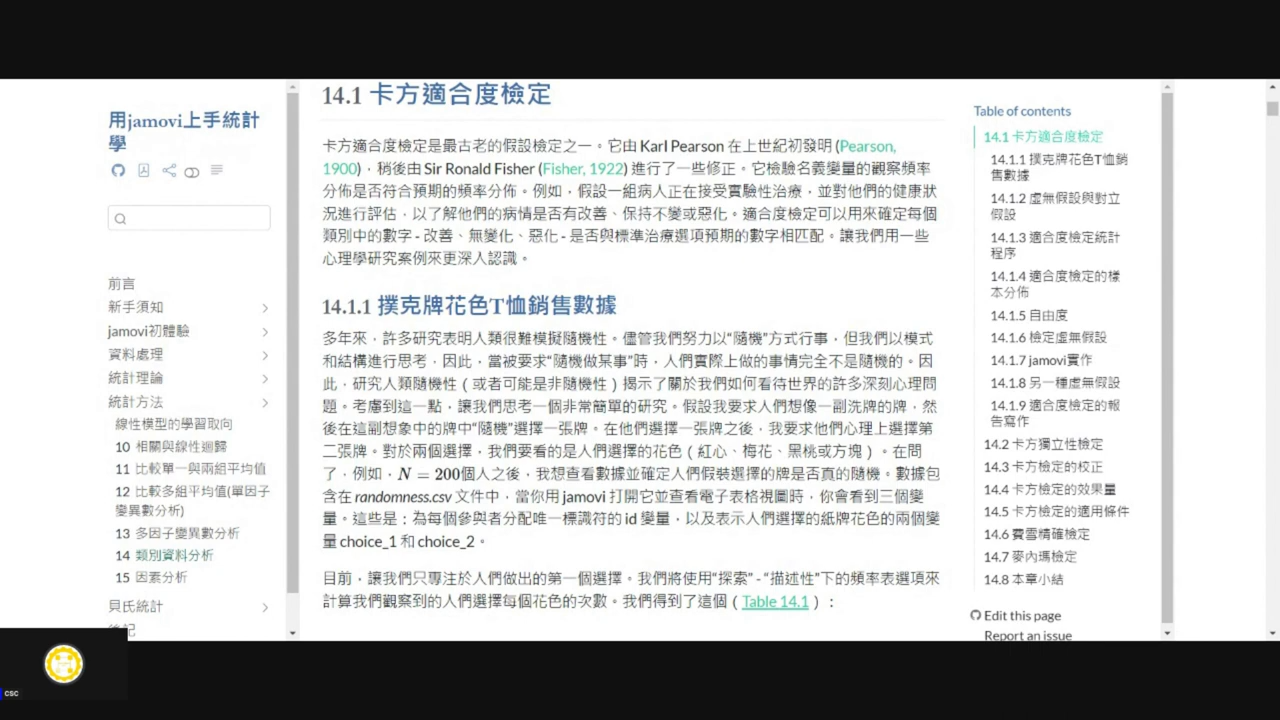 用jamovi上手統計
學
前言
新手須知
jamovi初體驗
資料處理
統計理論
統計方法
線性模型的學習取向
10 相關與線性迴歸
11 比較單一與兩組平均值
12 比較多組平均值(單因子
變異數分析)
13 多因子變異數分析
14 類別資料分析
15 因素分析
貝氏統計
14.1 卡方適合度檢定
卡方適合度檢定是最古老的假設檢定之一。它由 Karl Pearson 在上世紀初發明 (Pearson,
1900)，稍後由 Sir Ronald Fisher (Fisher, 1922) 進行了一些修正。它檢驗名義變量的觀察頻率
分佈是否符合預期的頻率分佈。例如，假設一組病人正在接受實驗性治療，並對他們的健康狀
況進行評估，以了解他們的病情是否有改善、保持不變或惡化。適合度檢定可以用來確定每個
類別中的數字 - 改善、無變化、惡化 - 是否與標準治療選項預期的數字相匹配。讓我們用一些
心理學研究案例來更深入認識。
14.1.1 撲克牌花色T恤銷售數據
多年來，許多研究表明人類很難模擬隨機性。儘管我們努力以“隨機”方式行事，但我們以模式
和結構進行思考，因此，當被要求“隨機做某事”時，人們實際上做的事情完全不是隨機的。因
此，研究人類隨機性（或者可能是非隨機性）揭示了關於我們如何看待世界的許多深刻心理問
題。考慮到這一點，讓我們思考一個非常簡單的研究。假設我要求人們想像一副洗牌的牌，然
後在這副想象中的牌中“隨機”選擇一張牌。在他們選擇一張牌之後，我要求他們心理上選擇第
二張牌。對於兩個選擇，我們要看的是人們選擇的花色（紅心、梅花、黑桃或方塊）。在問
了，例如，N = 200個人之後，我想查看數據並確定人們假裝選擇的牌是否真的隨機。數據包
含在 randomness.csv 文件中，當你用 jamovi 打開它並查看電子表格視圖時，你會看到三個變
量。這些是：為每個參與者分配唯一標識符的 id 變量，以及表示人們選擇的紙牌花色的兩個變
量 choice_1 和 choice_2。
目前，讓我們只專注於人們做出的第一個選擇。我們將使用“探索” - “描述性”下的頻率表選項來
計算我們觀察到的人們選擇每個花色的次數。我們得到了這個（Table 14.1）：
Table of contents
14.1 卡方適合度檢定
14.1.1 撲克牌花色T恤銷
售數據
14.1.2 虛無假設與對立
假設
14.1.3 適合度檢定統計
程序
14.1.4 適合度檢定的樣
本分佈
14.1.5 自由度
14.1.6 檢定虛無假設
14.1.7 jamovi實作
14.1.8 另一種虛無假設
14.1.9 適合度檢定的報
告寫作
14.2 卡方獨立性檢定
14.3 卡方檢定的校正
14.4 卡方檢定的效果量
14.5 卡方檢定的適用條件
14.6 費雪精確檢定
14.7 麥內瑪檢定
14.8 本章小結
Edit this page
Report an issue
csc